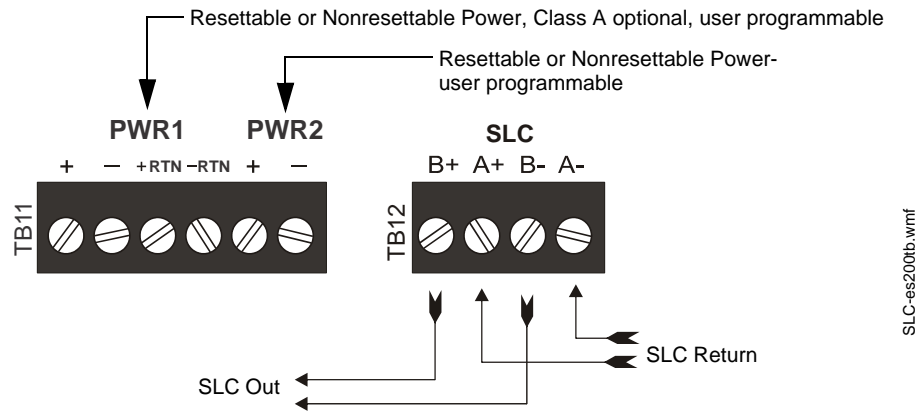 Resettable or Nonresettable Power, Class A optional, user programmable
Resettable or Nonresettable Power-
user programmable
PWR1 PWR2 SLC
+ — +RTN –RTN + — B+ A+ B- A-
TB11 TB12
SLC Return
SLC Out
SLC-es200tb.wmf